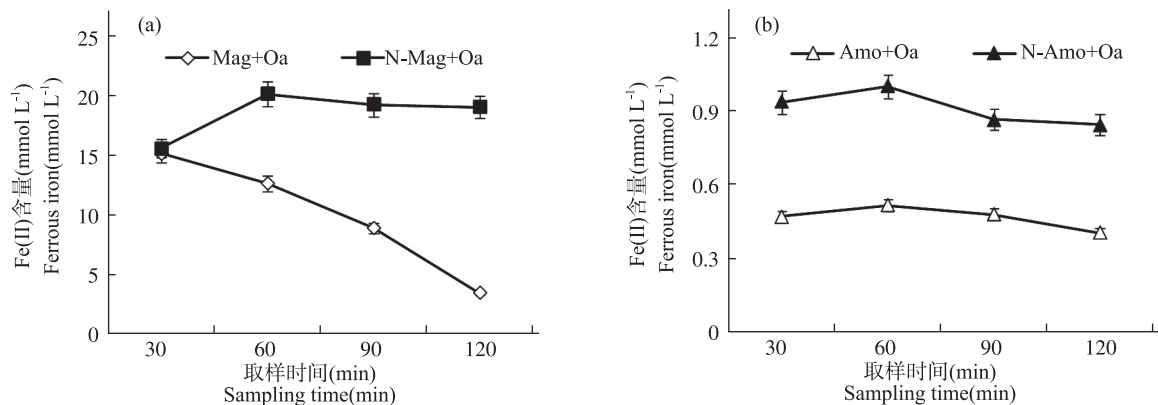 (a)
Mag+Oa
N-Mag+Oa
25
20
15
10
5
0
Fe(II)含量(mmol L⁻¹)
Ferrous iron(mmol L⁻¹)
30
60
90
120
取样时间(min)
Sampling time(min)
(b)
Amo+Oa
N-Amo+Oa
1.2
0.9
0.6
0.3
0
Fe(II)含量(mmol L⁻¹)
Ferrous iron(mmol L⁻¹)
30
60
90
120
取样时间(min)
Sampling time(min)